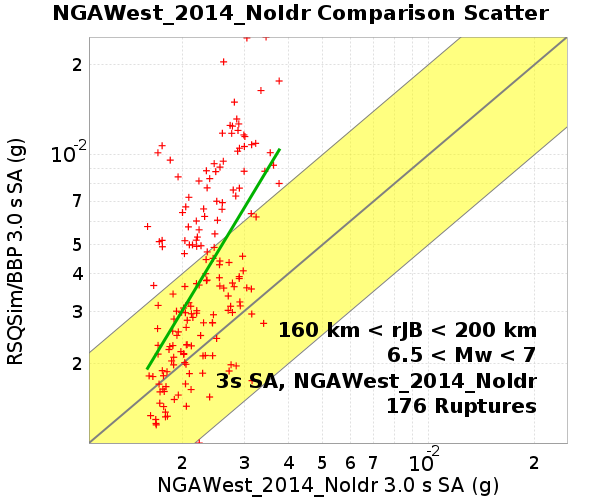 NGAWest_2014_NoIdr Comparison Scatter
2
10-2
7
5
4
3
2
RSQSim/BBP 3.0 s SA (g)
160 km < rJB < 200 km
6.5 < Mw < 7
3s SA, NGAWest_2014_NoIdr
176 Ruptures
2 3 4 5 6 7 10-2 2
NGAWest_2014_NoIdr 3.0 s SA (g)